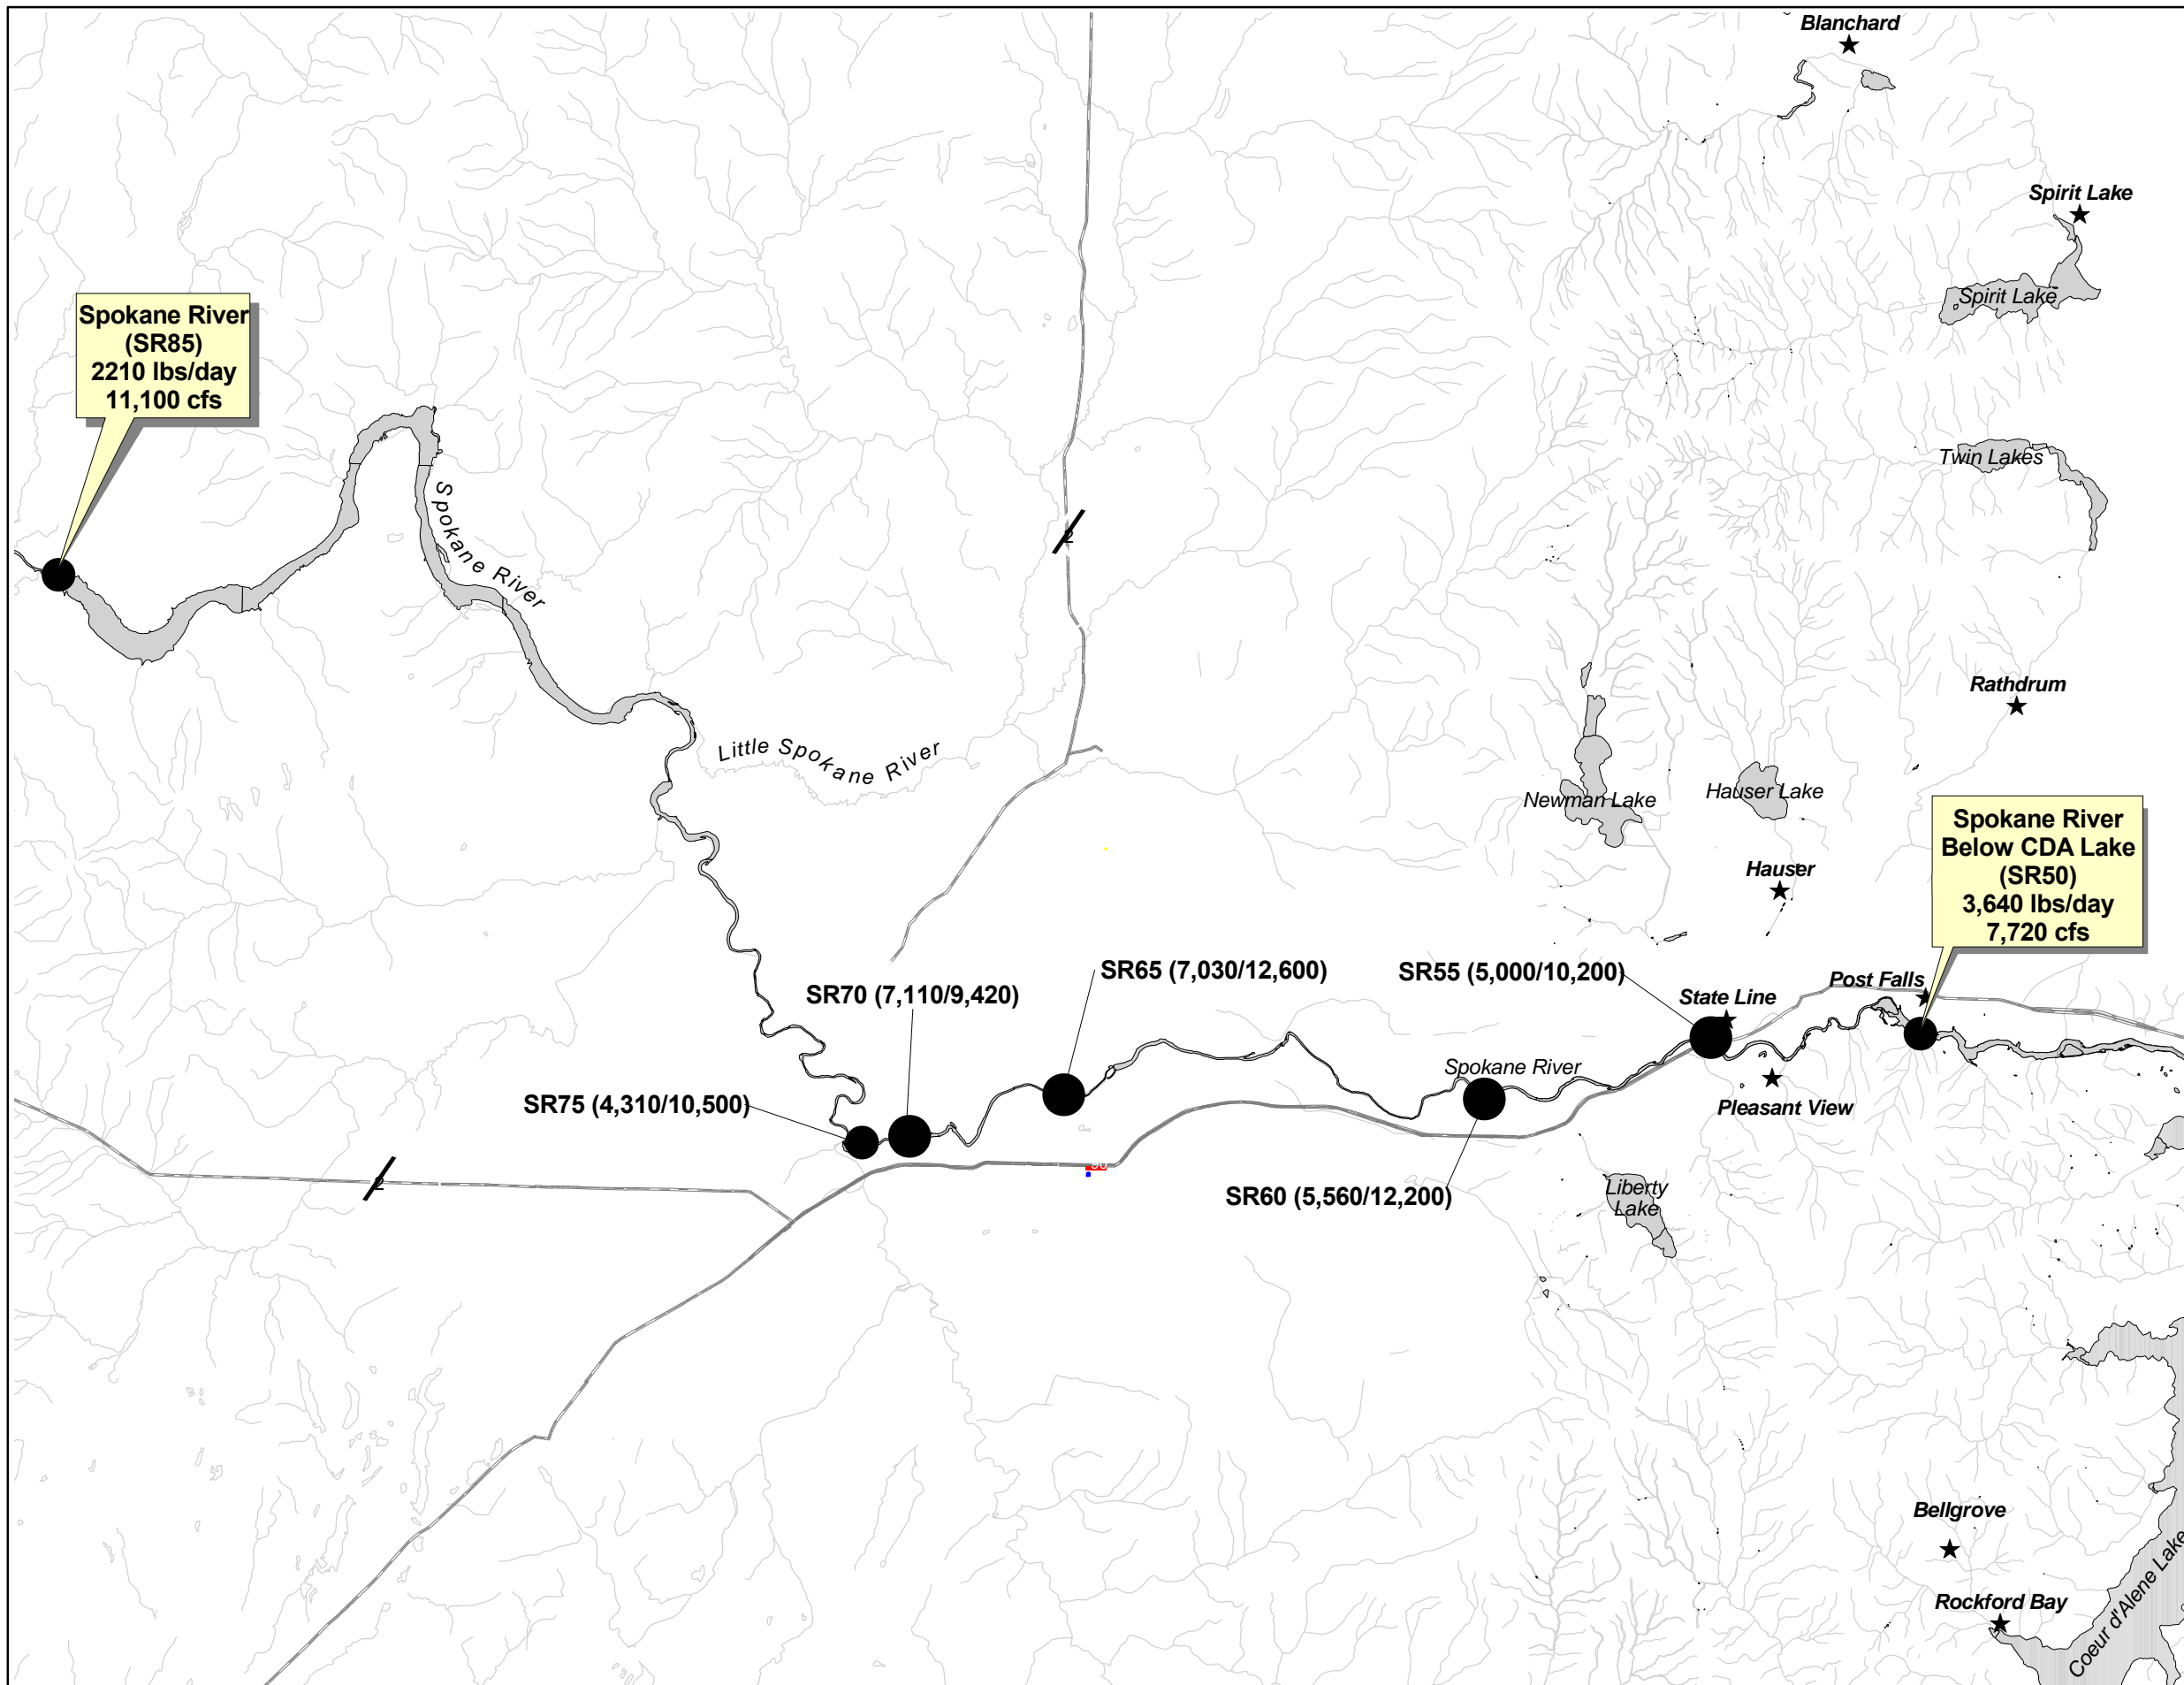 Blanchard
Spirit Lake
Spirit Lake
Spokane River
(SR85)
2210 lbs/day
11,100 cfs
Twin Lakes
Spokane River
2
Rathdrum
Little Spokane River
Newman Lake
Hauser Lake
Spokane River
Below CDA Lake
(SR50)
3,640 lbs/day
7,720 cfs
Hauser
SR65 (7,030/12,600)
SR55 (5,000/10,200)
Post Falls
SR70 (7,110/9,420)
State Line
Spokane River
SR75 (4,310/10,500)
Pleasant View
90
2
SR60 (5,560/12,200)
Liberty
Lake
Bellgrove
Rockford Bay
Coeur d'Alene Lake